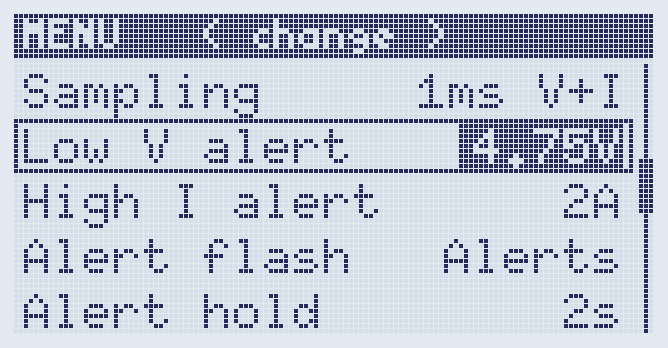 MENU ( change )
Sampling 1ms V+I
Low V alert 4.75V
High I alert 2A
Alert flash Alerts
Alert hold 2s